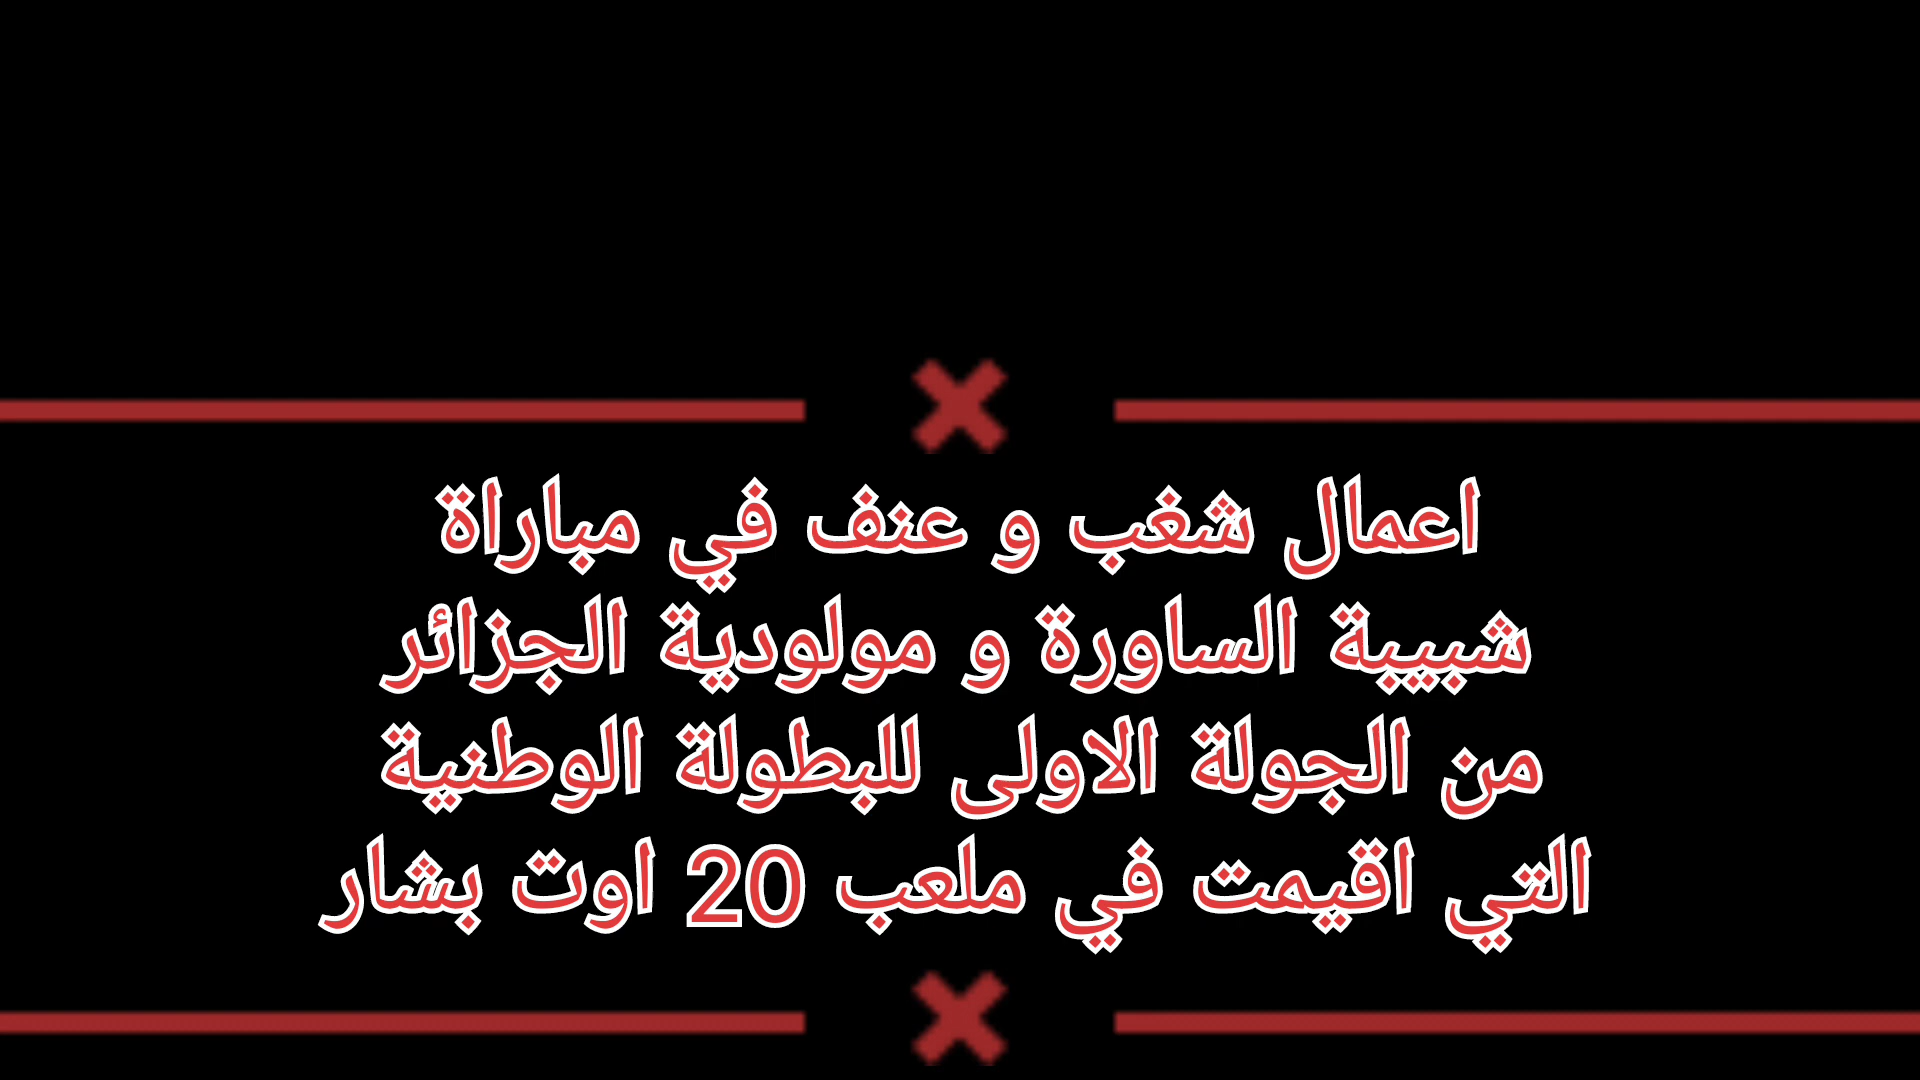 اعمال شغب و عنف في مباراة
شبيبة الساورة و مولودية الجزائر
من الجولة الاولى للبطولة الوطنية
التي اقيمت في ملعب 20 اوت بشار